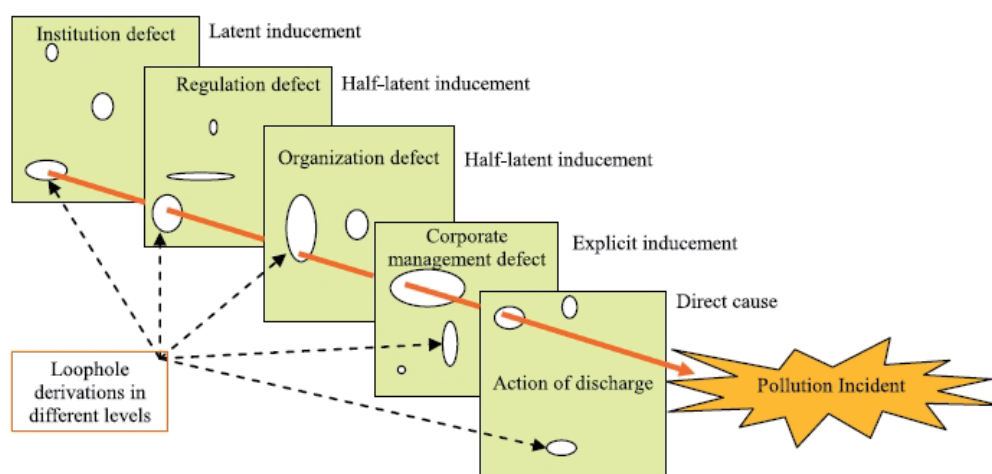 Institution defect
Latent inducement
Regulation defect
Half-latent inducement
Organization defect
Half-latent inducement
Corporate
management defect
Explicit inducement
Direct cause
Loophole
derivations in
different levels
Action of discharge
Pollution Incident